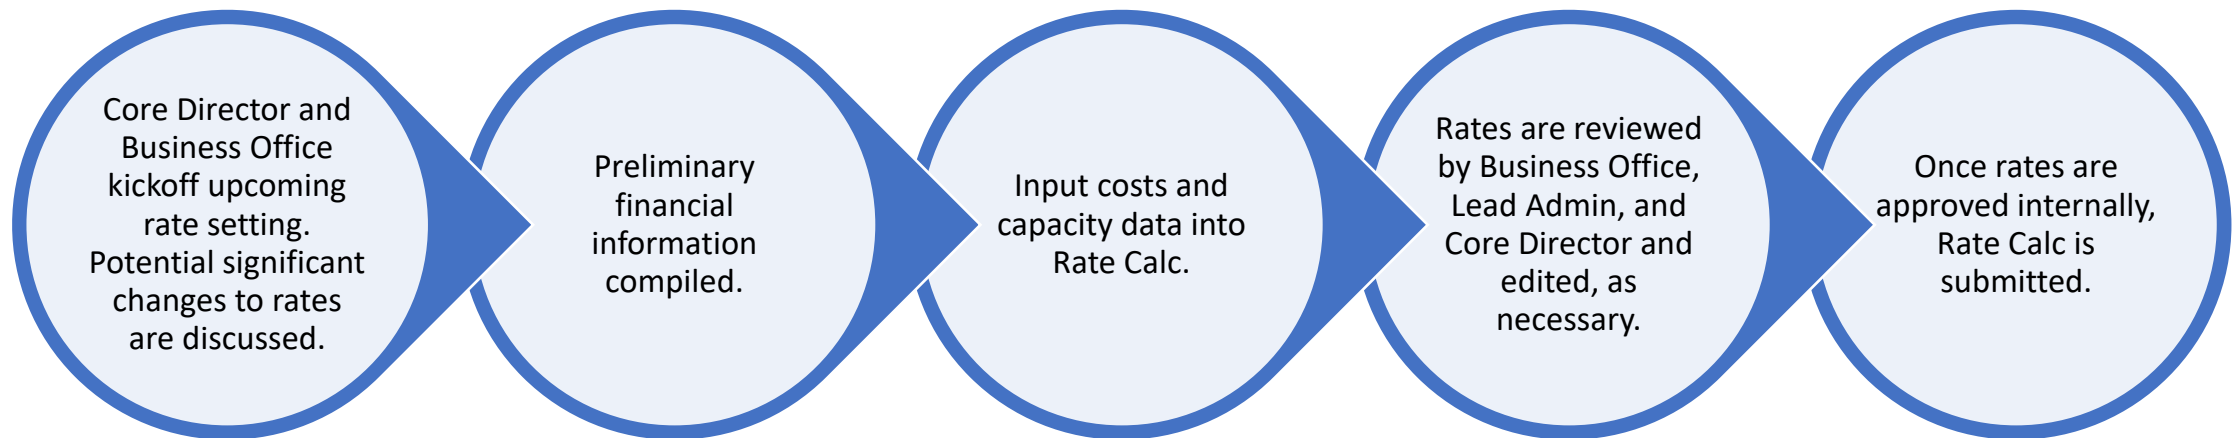 Core Director and
Business Office
kickoff upcoming
rate setting.
Potential significant
changes to rates
are discussed.
Preliminary
financial
information
compiled.
Input costs and
capacity data into
Rate Calc.
Rates are reviewed
by Business Office,
Lead Admin, and
Core Director and
edited, as
necessary.
Once rates are
approved internally,
Rate Calc is
submitted.